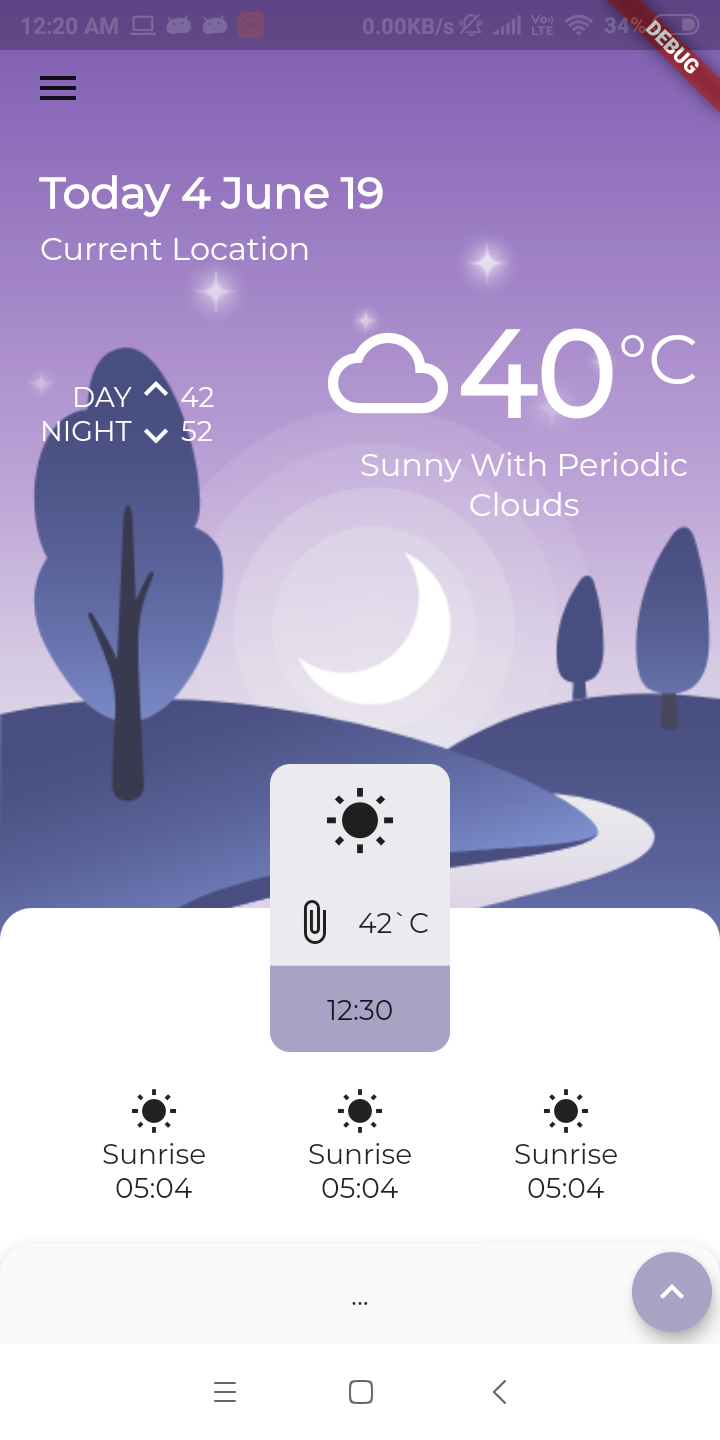 12:20 AM 0.00KB/s Vo)) LTE 34%
DEBUG
Today 4 June 19
Current Location
40°C
DAY 42
NIGHT 52
Sunny With Periodic
Clouds
42`C
12:30
Sunrise Sunrise Sunrise
05:04 05:04 05:04
...